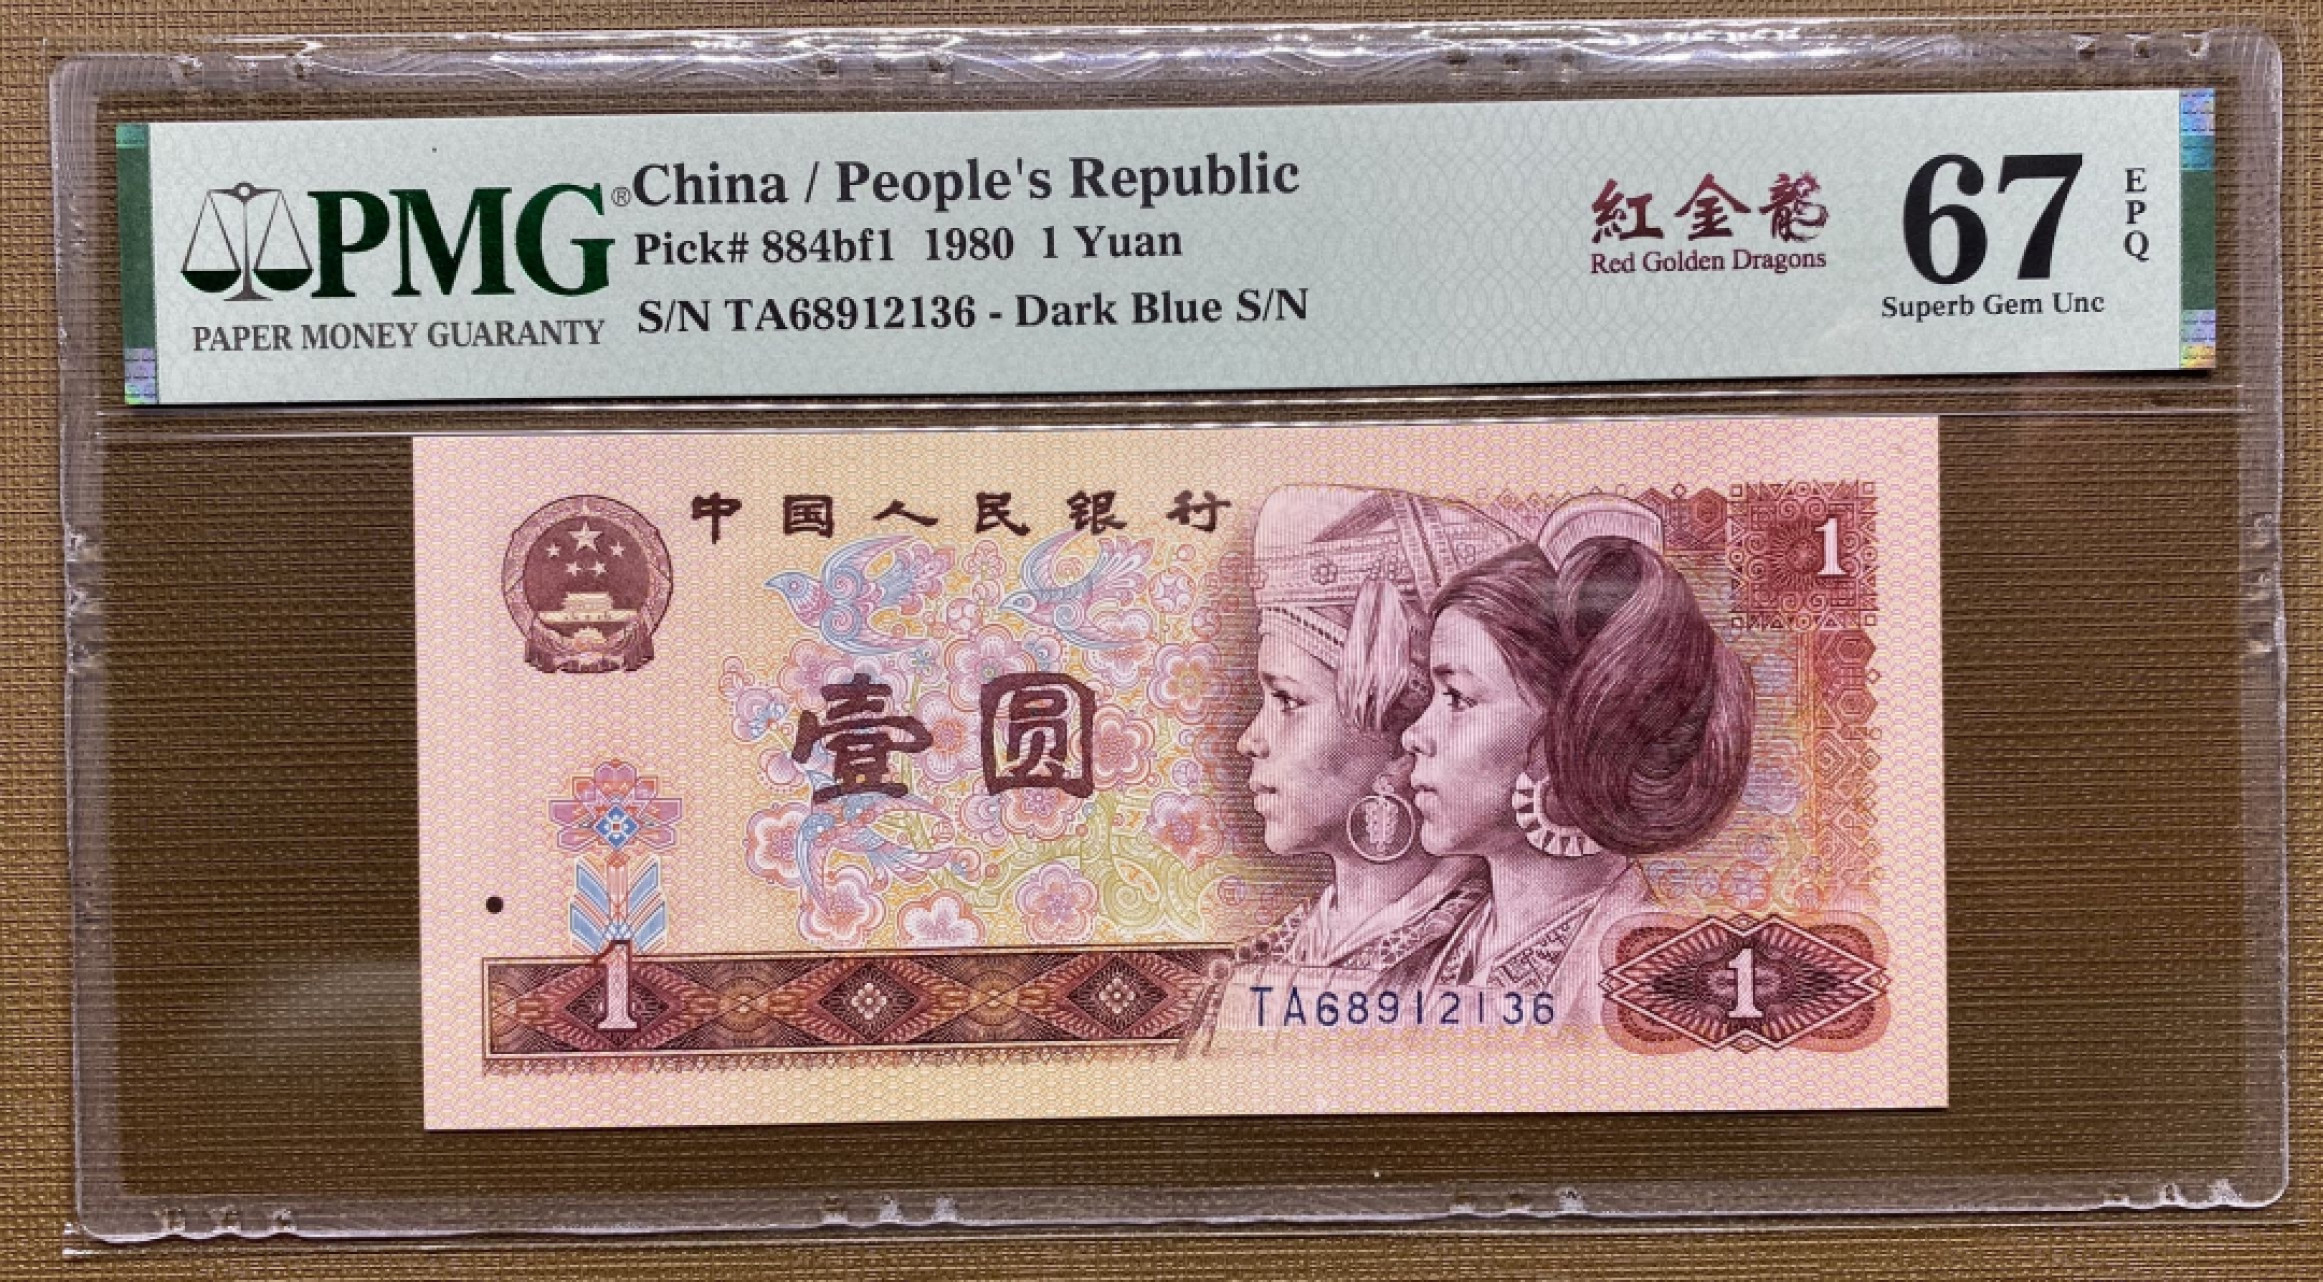 PMG®
PAPER MONEY GUARANTY
China / People's Republic
Pick# 884bf1 1980 1 Yuan
S/N TA68912136 - Dark Blue S/N
紅金龍
Red Golden Dragons
67
EPQ
Superb Gem Unc
中国人民银行
1
壹圆
1
TA68912136
1